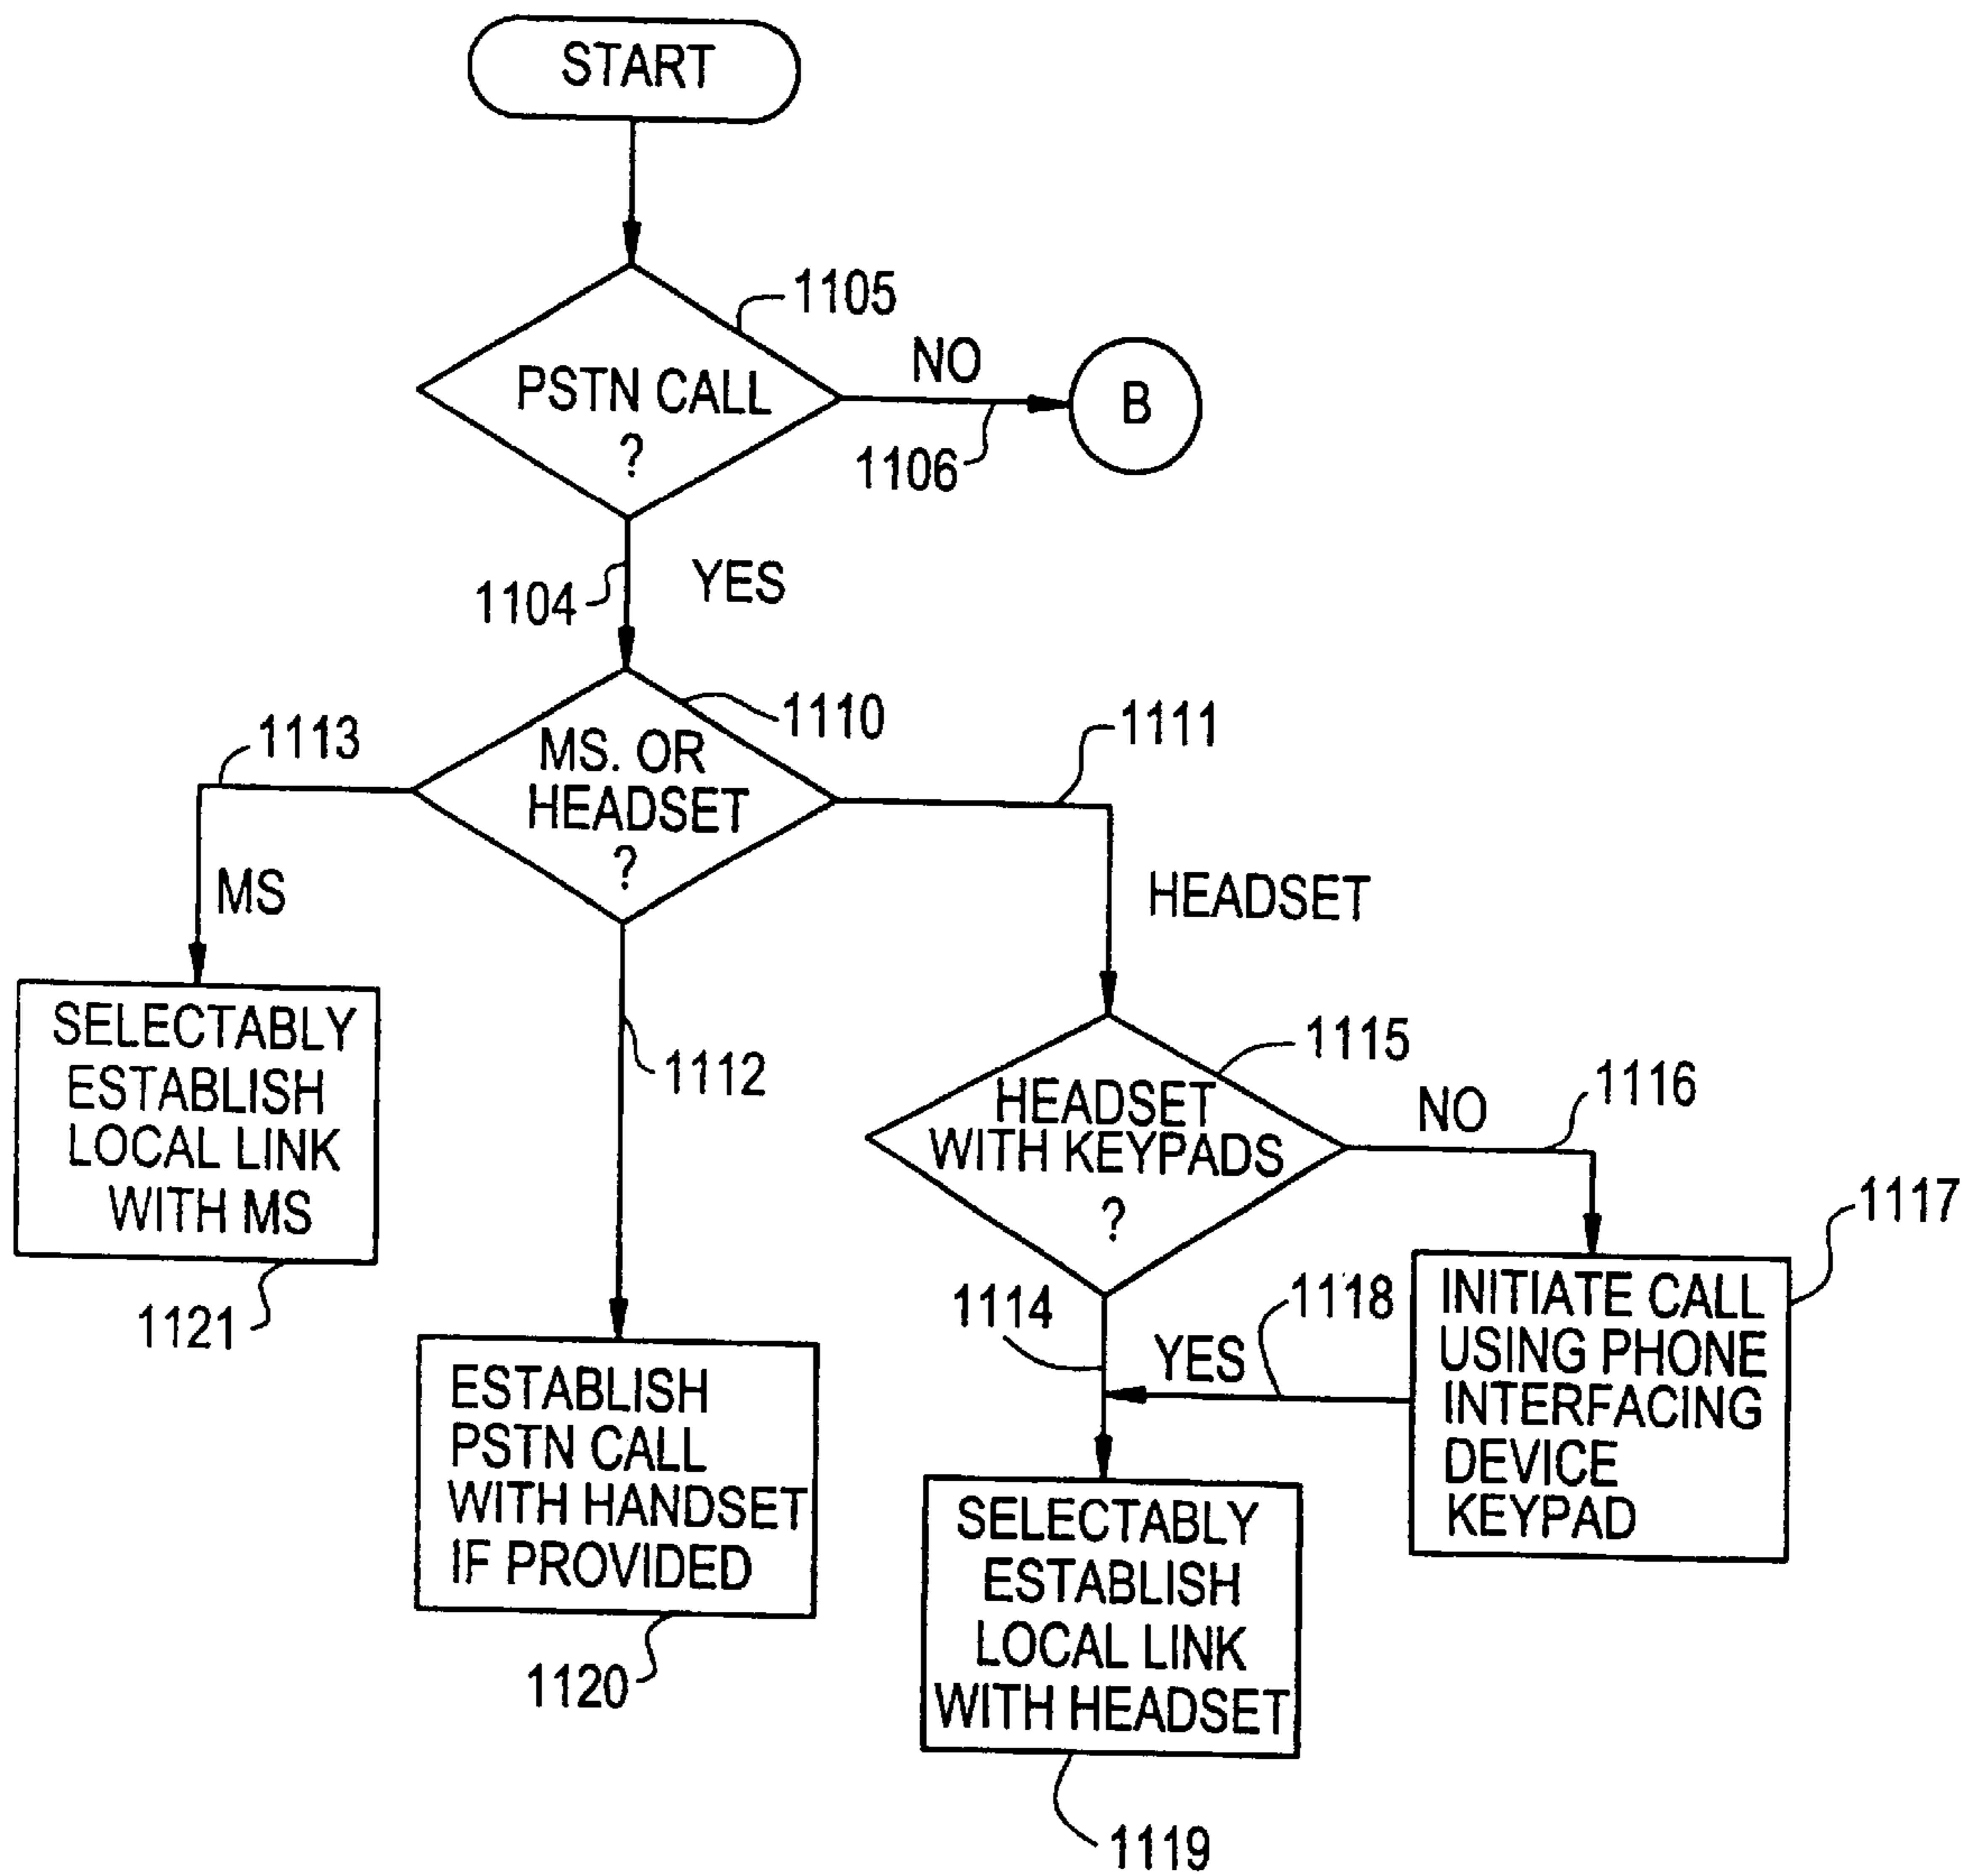 START
1105
PSTN CALL
?
NO
B
1106
1104
YES
1110
MS. OR
HEADSET
?
1113
1111
MS
HEADSET
SELECTABLY
ESTABLISH
LOCAL LINK
WITH MS
1121
1112
1115
HEADSET
WITH KEYPADS
?
NO
1116
1117
1114
YES
1118
INITIATE CALL
USING PHONE
INTERFACING
DEVICE
KEYPAD
ESTABLISH
PSTN CALL
WITH HANDSET
IF PROVIDED
1120
SELECTABLY
ESTABLISH
LOCAL LINK
WITH HEADSET
1119